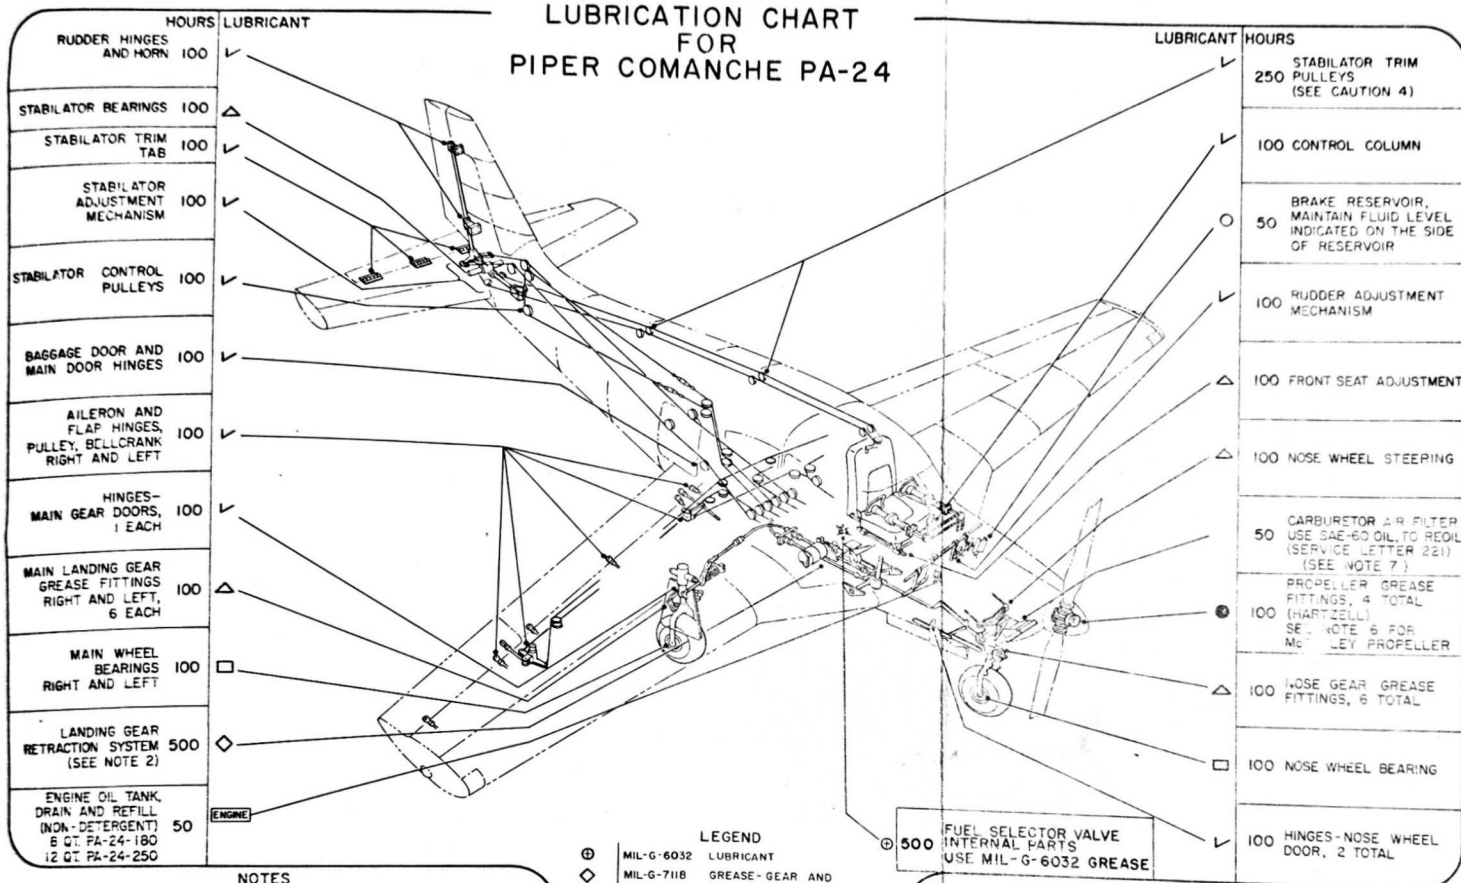 LUBRICATION CHART
FOR
PIPER COMANCHE PA-24
HOURS LUBRICANT
RUDDER HINGES
AND HORN 100
STABILATOR BEARINGS 100
STABILATOR TRIM
TAB 100
STABILATOR
ADJUSTMENT
MECHANISM 100
STABILATOR CONTROL
PULLEYS 100
BAGGAGE DOOR AND
MAIN DOOR HINGES 100
AILERON AND
FLAP HINGES,
PULLEY, BELLCRANK
RIGHT AND LEFT 100
HINGES-
MAIN GEAR DOORS,
1 EACH 100
MAIN LANDING GEAR
GREASE FITTINGS
RIGHT AND LEFT,
6 EACH 100
MAIN WHEEL
BEARINGS
RIGHT AND LEFT 100
LANDING GEAR
RETRACTION SYSTEM 500
(SEE NOTE 2)
ENGINE OIL TANK,
DRAIN AND REFILL
(NON-DETERGENT) 50
8 QT. PA-24-180
12 QT. PA-24-250
ENGINE
LUBRICANT HOURS
250 STABILATOR TRIM
PULLEYS
(SEE CAUTION 4)
100 CONTROL COLUMN
50 BRAKE RESERVOIR,
MAINTAIN FLUID LEVEL
INDICATED ON THE SIDE
OF RESERVOIR
100 RUDDER ADJUSTMENT
MECHANISM
100 FRONT SEAT ADJUSTMENT
100 NOSE WHEEL STEERING
50 CARBURETOR AIR FILTER
USE SAE-60 OIL, TO REOIL
(SERVICE LETTER 221)
(SEE NOTE 7)
100 PROPELLER GREASE
FITTINGS, 4 TOTAL
(HARTZELL)
SEE NOTE 6 FOR
PROPELLER
100 NOSE GEAR GREASE
FITTINGS, 6 TOTAL
100 NOSE WHEEL BEARING
100 HINGES-NOSE WHEEL
DOOR, 2 TOTAL
500 FUEL SELECTOR VALVE
INTERNAL PARTS
USE MIL-G-6032 GREASE
LEGEND
MIL-G-6032 LUBRICANT
MIL-G-7118 GREASE-GEAR AND
NOTES